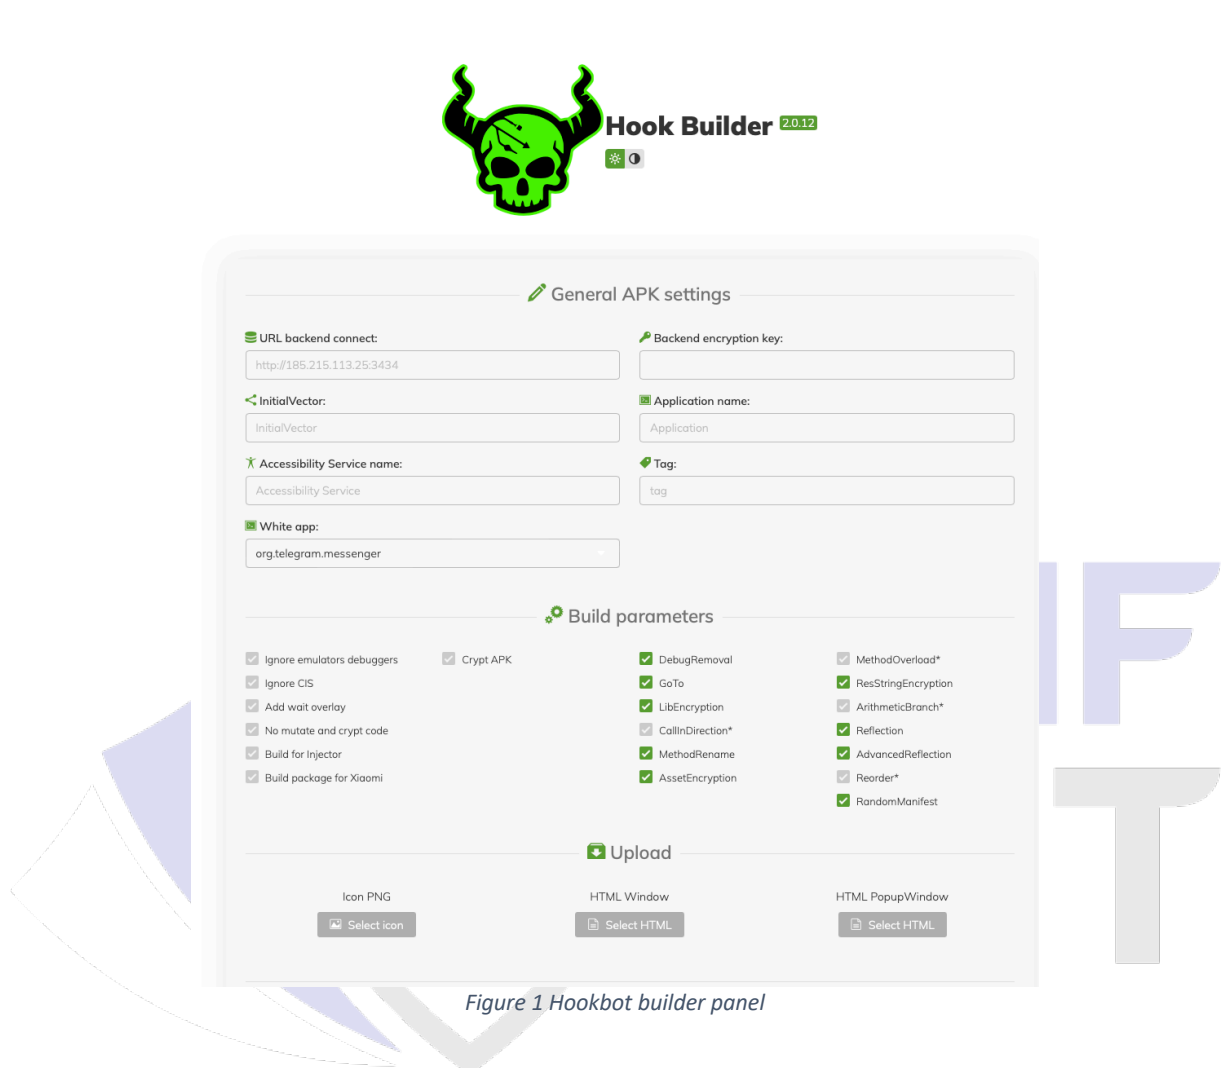 Hook Builder 2.0.12
General APK settings
URL backend connect:
http://185.215.113.25:3434
Backend encryption key:
InitialVector:
InitialVector
Application name:
Application
Accessibility Service name:
Accessibility Service
Tag:
tag
White app:
org.telegram.messenger
Build parameters
Ignore emulators debuggers
Ignore CIS
Add wait overlay
No mutate and crypt code
Build for Injector
Build package for Xiaomi
Crypt APK
DebugRemoval
GoTo
LibEncryption
CallInDirection*
MethodRename
AssetEncryption
MethodOverload*
ResStringEncryption
ArithmeticBranch*
Reflection
AdvancedReflection
Reorder*
RandomManifest
Upload
Icon PNG
Select icon
HTML Window
Select HTML
HTML PopupWindow
Select HTML
Figure 1 Hookbot builder panel
IF
T